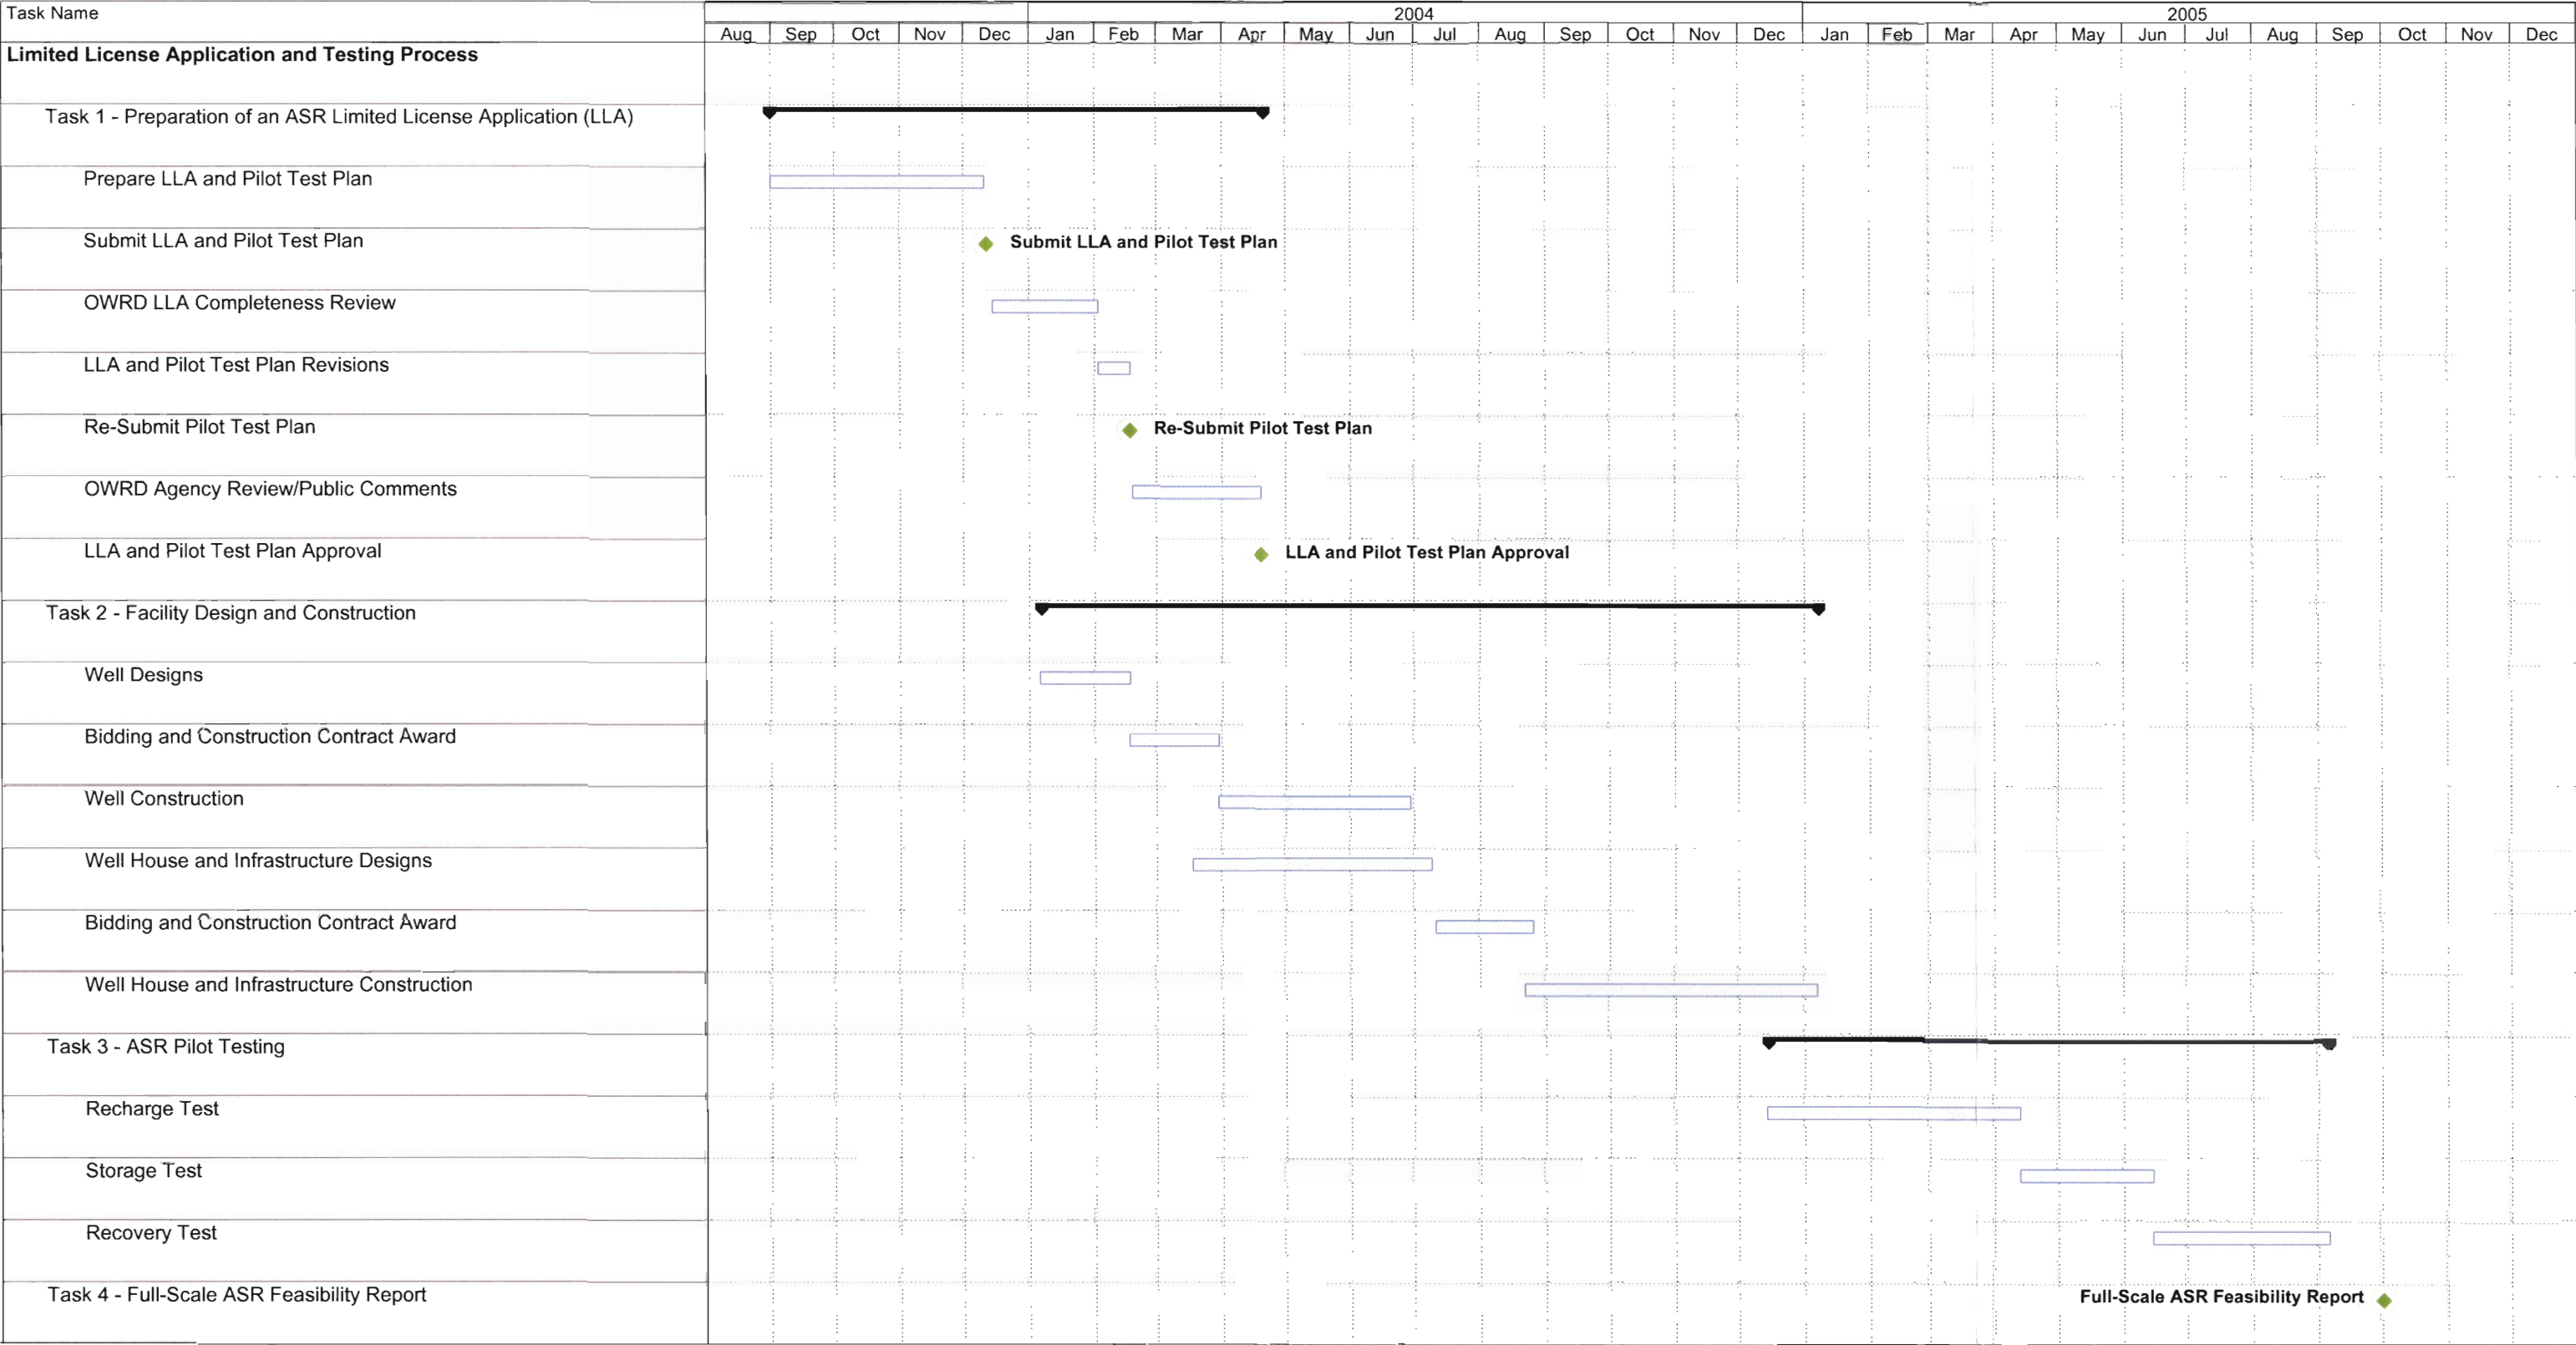 Task Name
2004
2005
Aug Sep Oct Nov Dec Jan Feb Mar Apr May Jun Jul Aug Sep Oct Nov Dec Jan Feb Mar Apr May Jun Jul Aug Sep Oct Nov Dec
Limited License Application and Testing Process
Task 1 - Preparation of an ASR Limited License Application (LLA)
Prepare LLA and Pilot Test Plan
Submit LLA and Pilot Test Plan Submit LLA and Pilot Test Plan
OWRD LLA Completeness Review
LLA and Pilot Test Plan Revisions
Re-Submit Pilot Test Plan Re-Submit Pilot Test Plan
OWRD Agency Review/Public Comments
LLA and Pilot Test Plan Approval LLA and Pilot Test Plan Approval
Task 2 - Facility Design and Construction
Well Designs
Bidding and Construction Contract Award
Well Construction
Well House and Infrastructure Designs
Bidding and Construction Contract Award
Well House and Infrastructure Construction
Task 3 - ASR Pilot Testing
Recharge Test
Storage Test
Recovery Test
Task 4 - Full-Scale ASR Feasibility Report Full-Scale ASR Feasibility Report